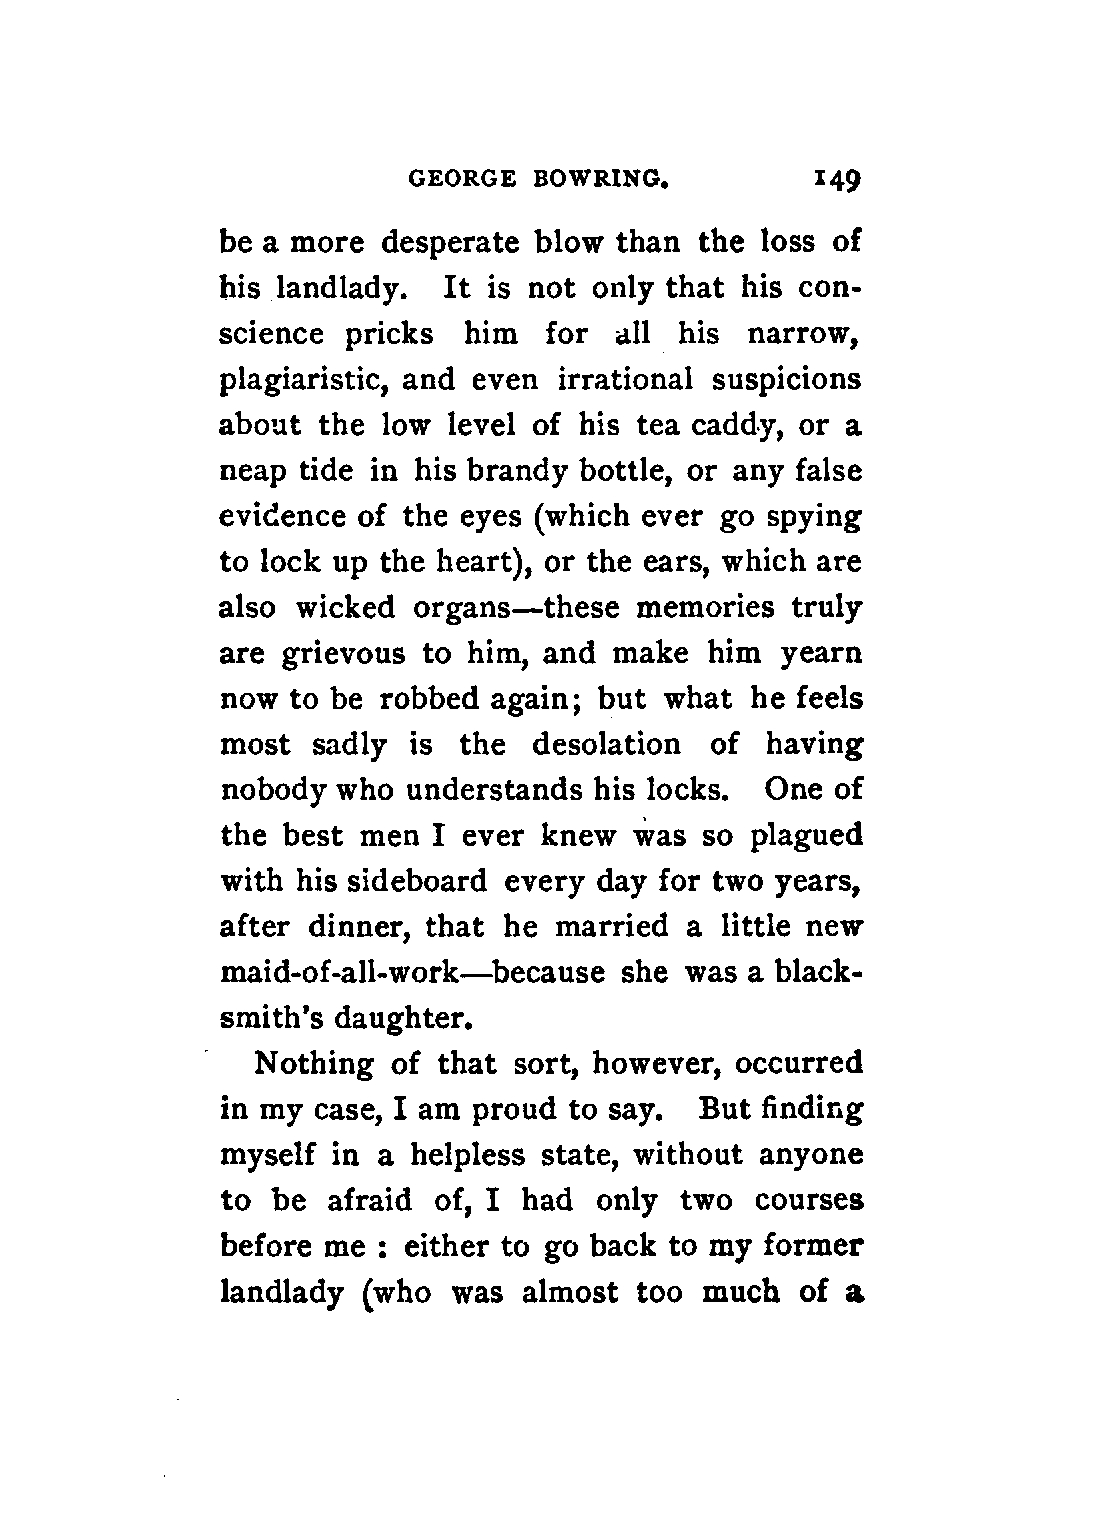 GEORGE BOWRING. 149
be a more desperate blow than the loss of
his landlady. It is not only that his con-
science pricks him for all his narrow,
plagiaristic, and even irrational suspicions
about the low level of his tea caddy, or a
neap tide in his brandy bottle, or any false
evidence of the eyes (which ever go spying
to lock up the heart), or the ears, which are
also wicked organs—these memories truly
are grievous to him, and make him yearn
now to be robbed again; but what he feels
most sadly is the desolation of having
nobody who understands his locks. One of
the best men I ever knew was so plagued
with his sideboard every day for two years,
after dinner, that he married a little new
maid-of-all-work—because she was a black-
smith's daughter.
Nothing of that sort, however, occurred
in my case, I am proud to say. But finding
myself in a helpless state, without anyone
to be afraid of, I had only two courses
before me : either to go back to my former
landlady (who was almost too much of a